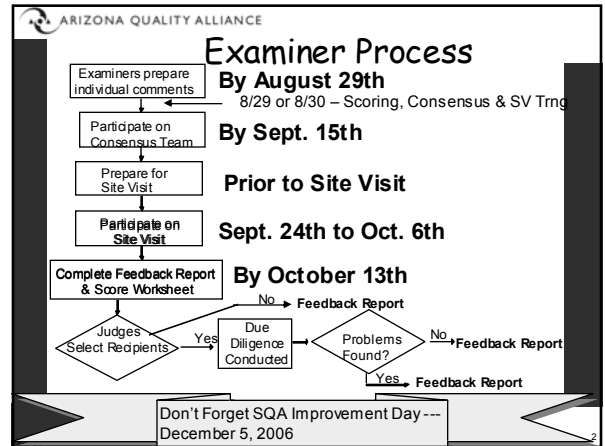 ARIZONA QUALITY ALLIANCE
Examiner Process
Examiners prepare
individual comments
By August 29th
8/29 or 8/30 – Scoring, Consensus & SV Trng
Participate on
Consensus Team
By Sept. 15th
Prepare for
Site Visit
Prior to Site Visit
Participate on
Site Visit
Sept. 24th to Oct. 6th
Complete Feedback Report
& Score Worksheet
By October 13th
No
Feedback Report
Judges
Select Recipients
Yes
Due
Diligence
Conducted
Problems
Found?
No
Feedback Report
Yes
Feedback Report
Don't Forget SQA Improvement Day ---
December 5, 2006
2